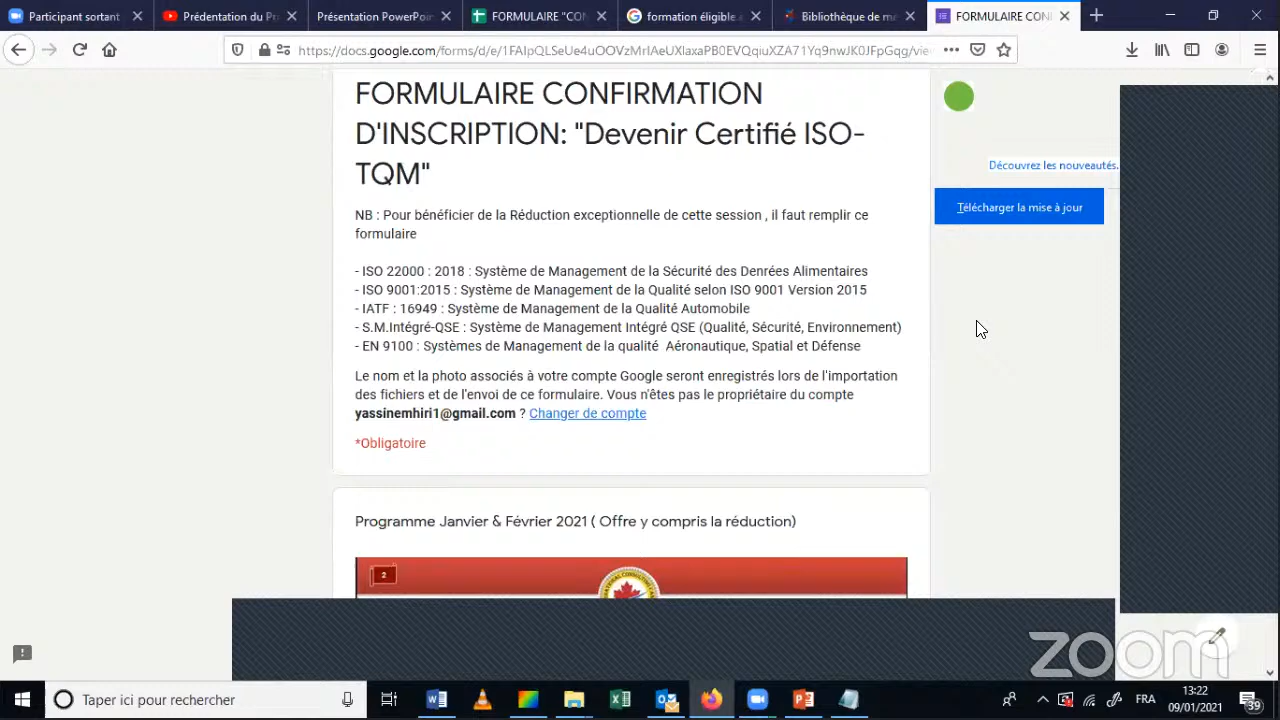 Participant sortant
Prédentation du Pr
Présentation PowerPoin
FORMULAIRE "CON
formation éligible à
Bibliothèque de m
FORMULAIRE CONF
https://docs.google.com/forms/d/e/
FORMULAIRE CONFIRMATION
D'INSCRIPTION: "Devenir Certifié ISO-
TQM"
NB : Pour bénéficier de la Réduction exceptionnelle de cette session , il faut remplir ce
formulaire
- ISO 22000 : 2018 : Système de Management de la Sécurité des Denrées Alimentaires
- ISO 9001:2015 : Système de Management de la Qualité selon ISO 9001 Version 2015
- IATF : 16949 : Système de Management de la Qualité Automobile
- S.M.Intégré-QSE : Système de Management Intégré QSE (Qualité, Sécurité, Environnement)
- EN 9100 : Systèmes de Management de la qualité Aéronautique, Spatial et Défense
Le nom et la photo associés à votre compte Google seront enregistrés lors de l'importation
des fichiers et de l'envoi de ce formulaire. Vous n'êtes pas le propriétaire du compte
yassinemhiri1@gmail.com ? Changer de compte
*Obligatoire
Découvrez les nouveautés.
Télécharger la mise à jour
Programme Janvier & Février 2021 ( Offre y compris la réduction)
2
zoom
Taper ici pour rechercher
FRA
13:22
09/01/2021
39